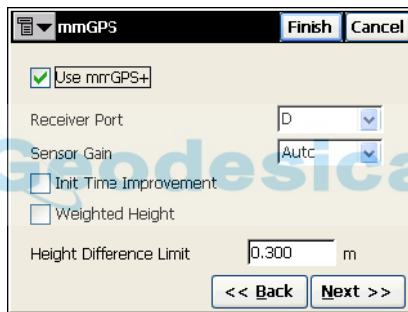 mmGPS
Finish
Cancel
Use mmGPS+
Receiver Port
D
Sensor Gain
Auto
Init Time Improvement
Weighted Height
Height Difference Limit
0.300
m
<< Back
Next >>
Geodesica